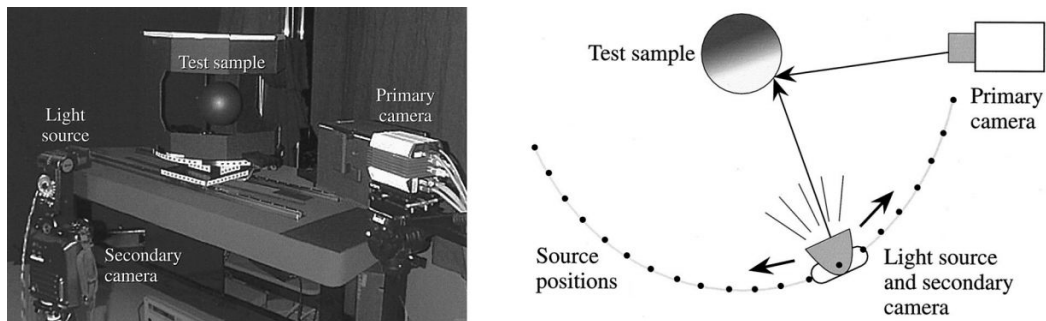 Test sample
Light
source
Primary
camera
Secondary
camera
Test sample
Primary
camera
Source
positions
Light source
and secondary
camera